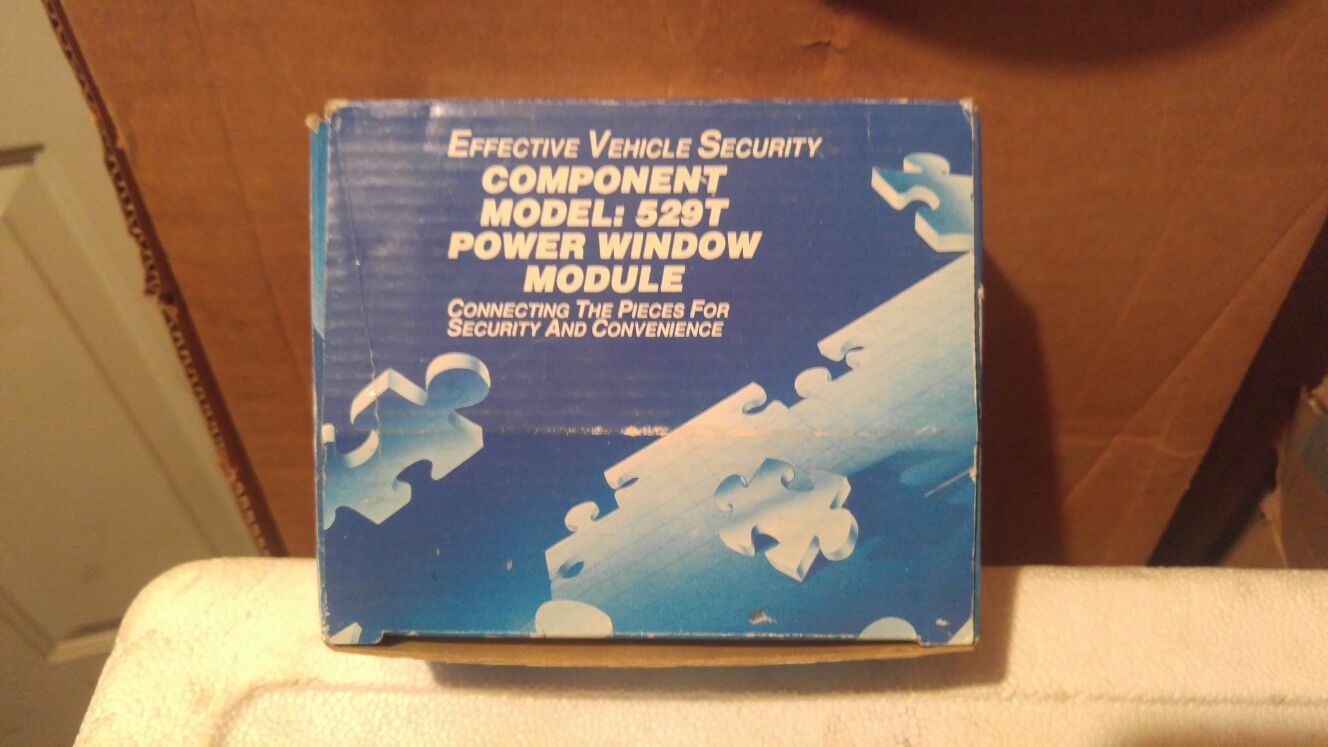 EFFECTIVE VEHICLE SECURITY
COMPONENT
MODEL: 529T
POWER WINDOW
MODULE
CONNECTING THE PIECES FOR
SECURITY AND CONVENIENCE